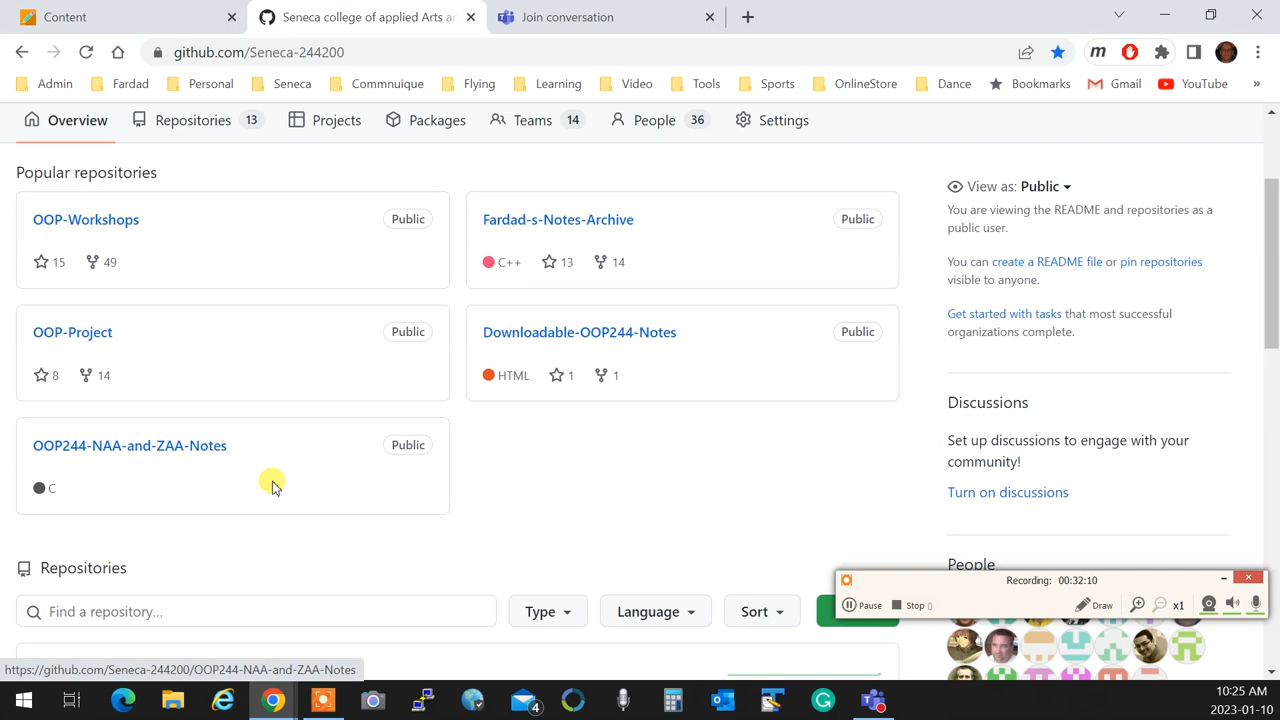 Content
Seneca college of applied Arts an
Join conversation
github.com/Seneca-244200
Admin
Fardad
Personal
Seneca
Commnuique
Flying
Learning
Video
Tools
Sports
OnlineStore
Dance
Bookmarks
Gmail
YouTube
»
Overview
Repositories 13
Projects
Packages
Teams 14
People 36
Settings
Popular repositories
OOP-Workshops
Public
15 49
Fardad-s-Notes-Archive
Public
C++ 13 14
OOP-Project
Public
8 14
Downloadable-OOP244-Notes
Public
HTML 1 1
OOP244-NAA-and-ZAA-Notes
Public
C
View as: Public
You are viewing the README and repositories as a
public user.
You can create a README file or pin repositories
visible to anyone.
Get started with tasks that most successful
organizations complete.
Discussions
Set up discussions to engage with your
community!
Turn on discussions
People
Repositories
Find a repository...
Type
Language
Sort
Recording: 00:32:10
Pause
Stop
Draw
x1
https://github.com/Seneca-244200/OOP244-NAA-and-ZAA-Notes
4
10:25 AM
2023-01-10